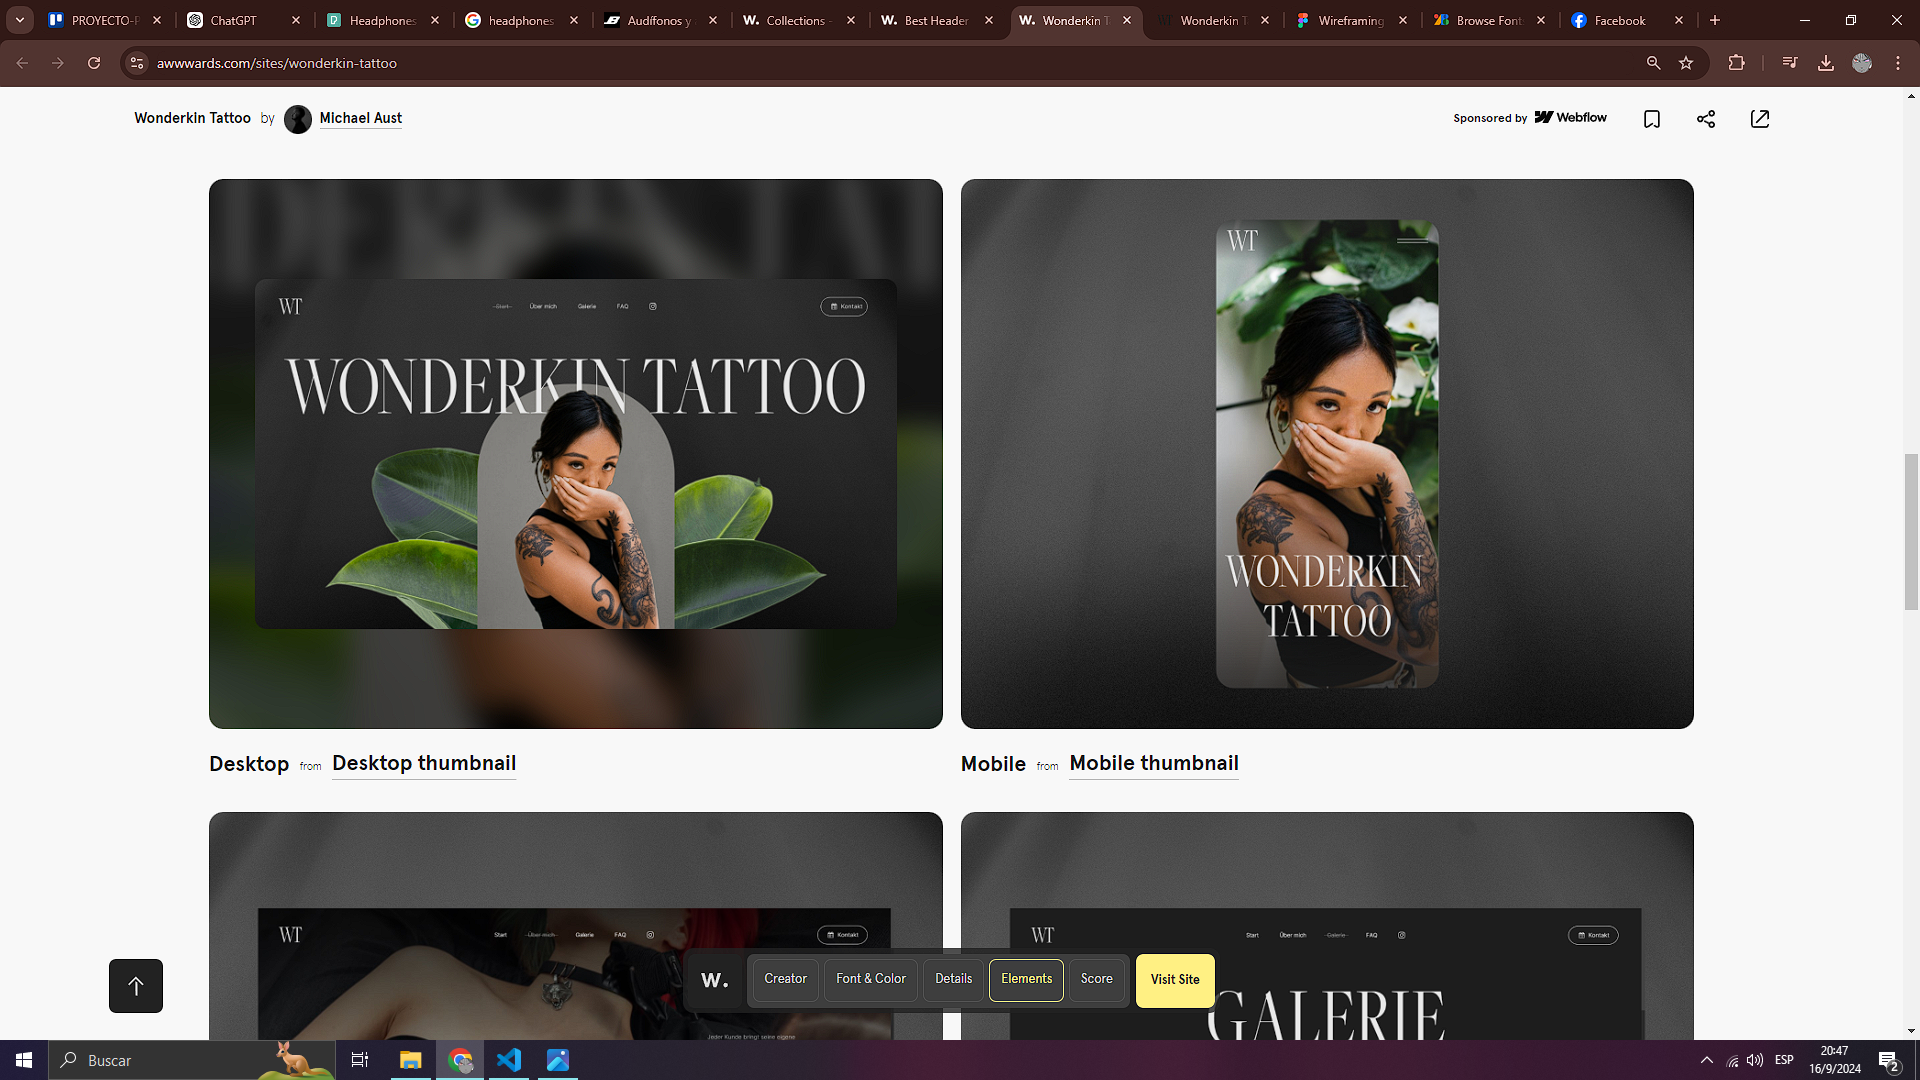 PROYECTO-P
ChatGPT
Headphones
headphones
Audífonos y
Collections -
Best Header
Wonderkin T
Wonderkin T
Wireframing
Browse Font
Facebook
awwwards.com/sites/wonderkin-tattoo
Wonderkin Tattoo by Michael Aust
Sponsored by Webflow
WT
Start
Über mich
Galerie
FAQ
Kontakt
WONDERKIN TATTOO
WT
WONDERKIN
TATTOO
Desktop from Desktop thumbnail
Mobile from Mobile thumbnail
WT
Start
Über mich
Galerie
FAQ
Kontakt
Jeder Kunde bringt seine eigene
WT
Start
Über mich
Galerie
FAQ
Kontakt
GALERIE
W.
Creator
Font & Color
Details
Elements
Score
Visit Site
Buscar
ESP
20:47
16/9/2024
2